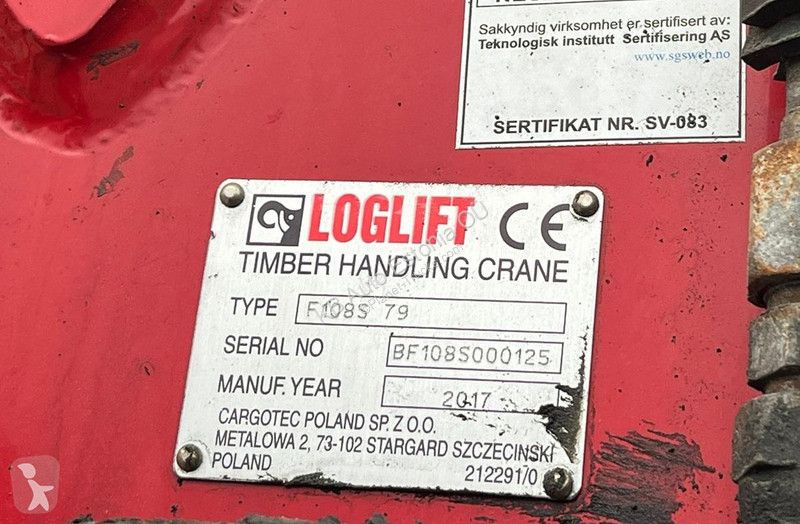 Sakkyndig virksomhet er sertifisert av:
Teknologisk institutt Sertifisering AS
www.sgsweb.no
SERTIFIKAT NR. SV-083
LOGLIFT CE
TIMBER HANDLING CRANE
TYPE F108S 79
SERIAL NO BF108S000125
MANUF. YEAR 2017
CARGOTEC POLAND SP. Z O.O.
METALOWA 2, 73-102 STARGARD SZCZECINSKI
POLAND 212291/0